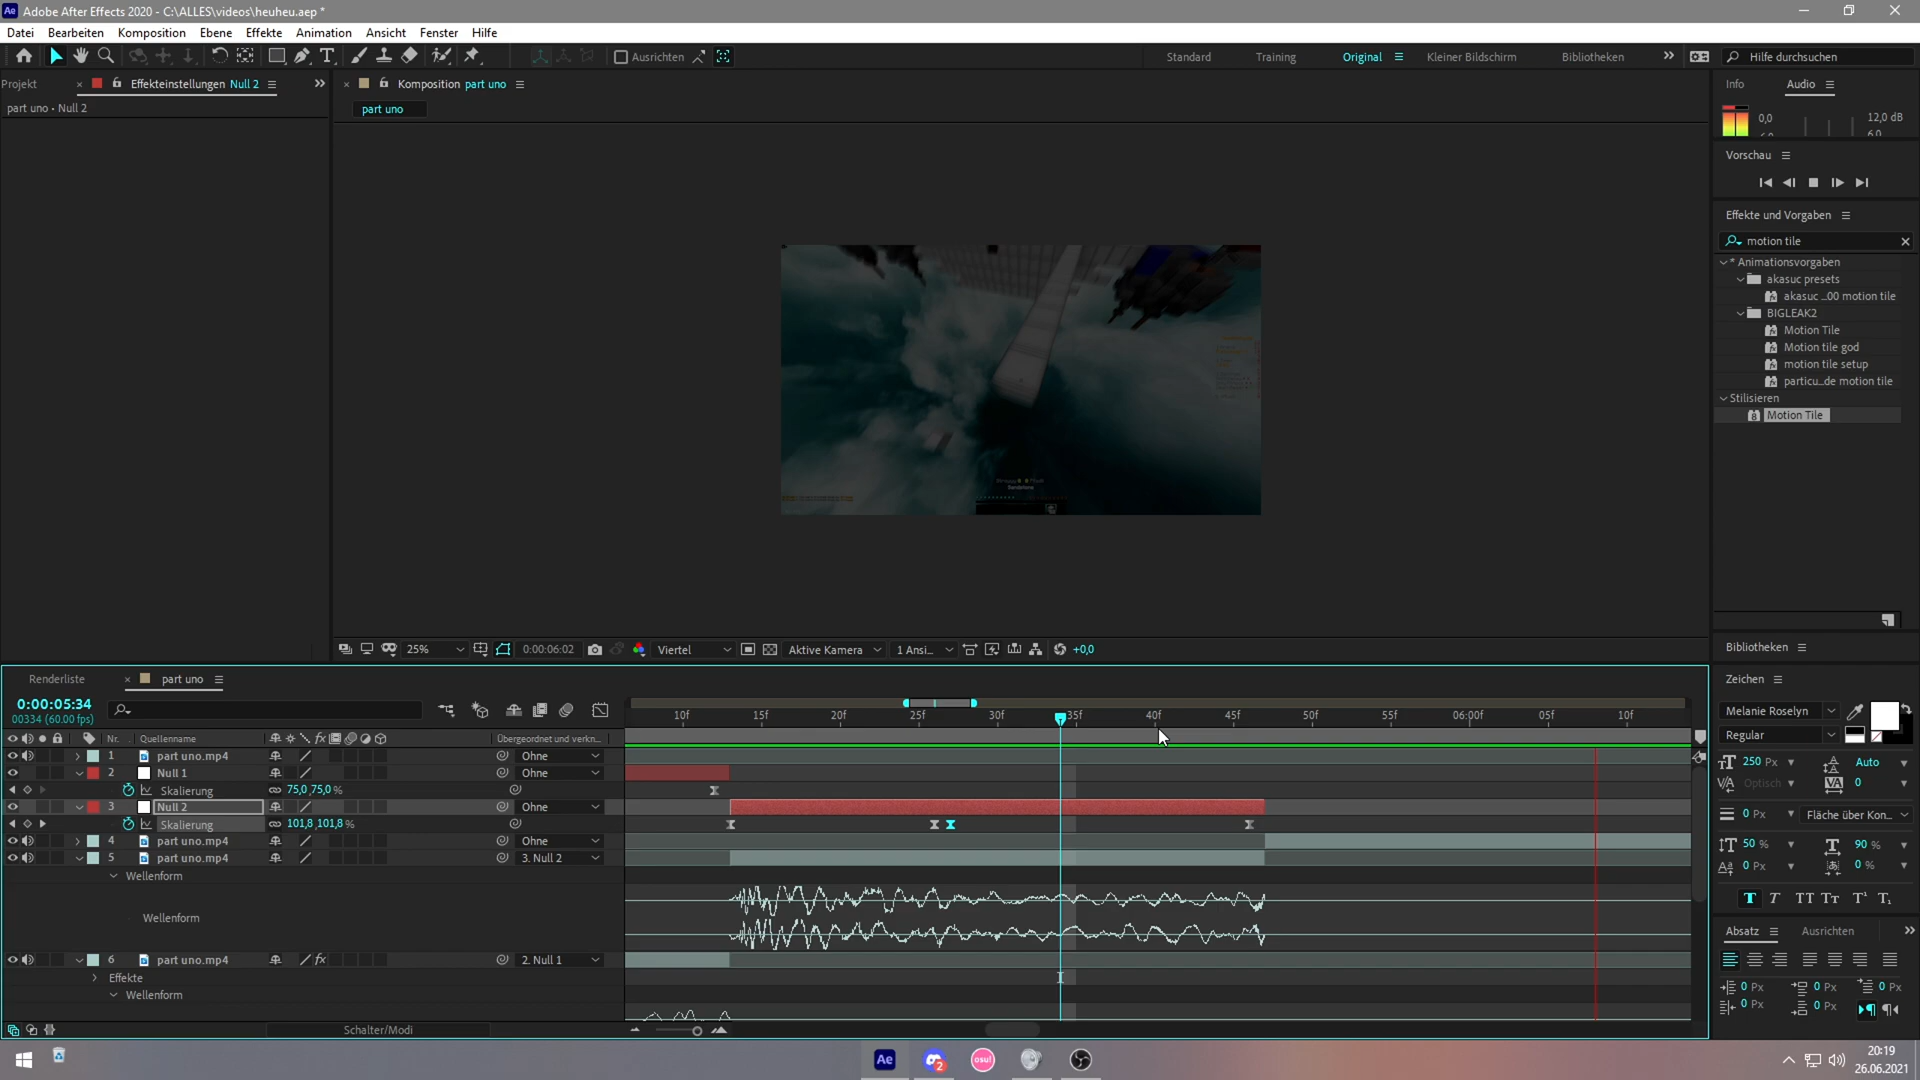 Adobe After Effects 2020 - C:\ALLES\videos\heuheu.aep *
Datei Bearbeiten Komposition Ebene Effekte Animation Ansicht Fenster Hilfe
Ausrichten
Standard Training Original Kleiner Bildschirm Bibliotheken Hilfe durchsuchen
Projekt Effekteinstellungen Null 2
part uno • Null 2
Komposition part uno
part uno
Info Audio
0,0 12,0 dB
Vorschau
Effekte und Vorgaben
motion tile
* Animationsvorgaben
akasuc presets
akasuc ...00 motion tile
BIGLEAK2
Motion Tile
Motion tile god
motion tile setup
particu...de motion tile
Stilisieren
Motion Tile
25% 0:00:06:02 Viertel Aktive Kamera 1 Ansi... +0,0
Bibliotheken
Renderliste part uno
0:00:05:34
00334 (60.00 fps)
10f 15f 20f 25f 30f 35f 40f 45f 50f 55f 06:00f 05f 10f
Nr. Quellenname Übergeordnet und verkn...
1 part uno.mp4 Ohne
2 Null 1 Ohne
Skalierung 75,0,75,0 %
3 Null 2 Ohne
Skalierung 101,8,101,8 %
4 part uno.mp4 Ohne
5 part uno.mp4 3. Null 2
Wellenform
Wellenform
6 part uno.mp4 2. Null 1
Effekte
Wellenform
Schalter/Modi
Zeichen
Melanie Roselyn
Regular
250 Px Auto
Optisch 0
0 Px Fläche über Kon...
50 % 90 %
0 Px 0 %
Absatz Ausrichten
0 Px 0 Px 0 Px
0 Px 0 Px
Ae 2 osu!
20:19
26.06.2021